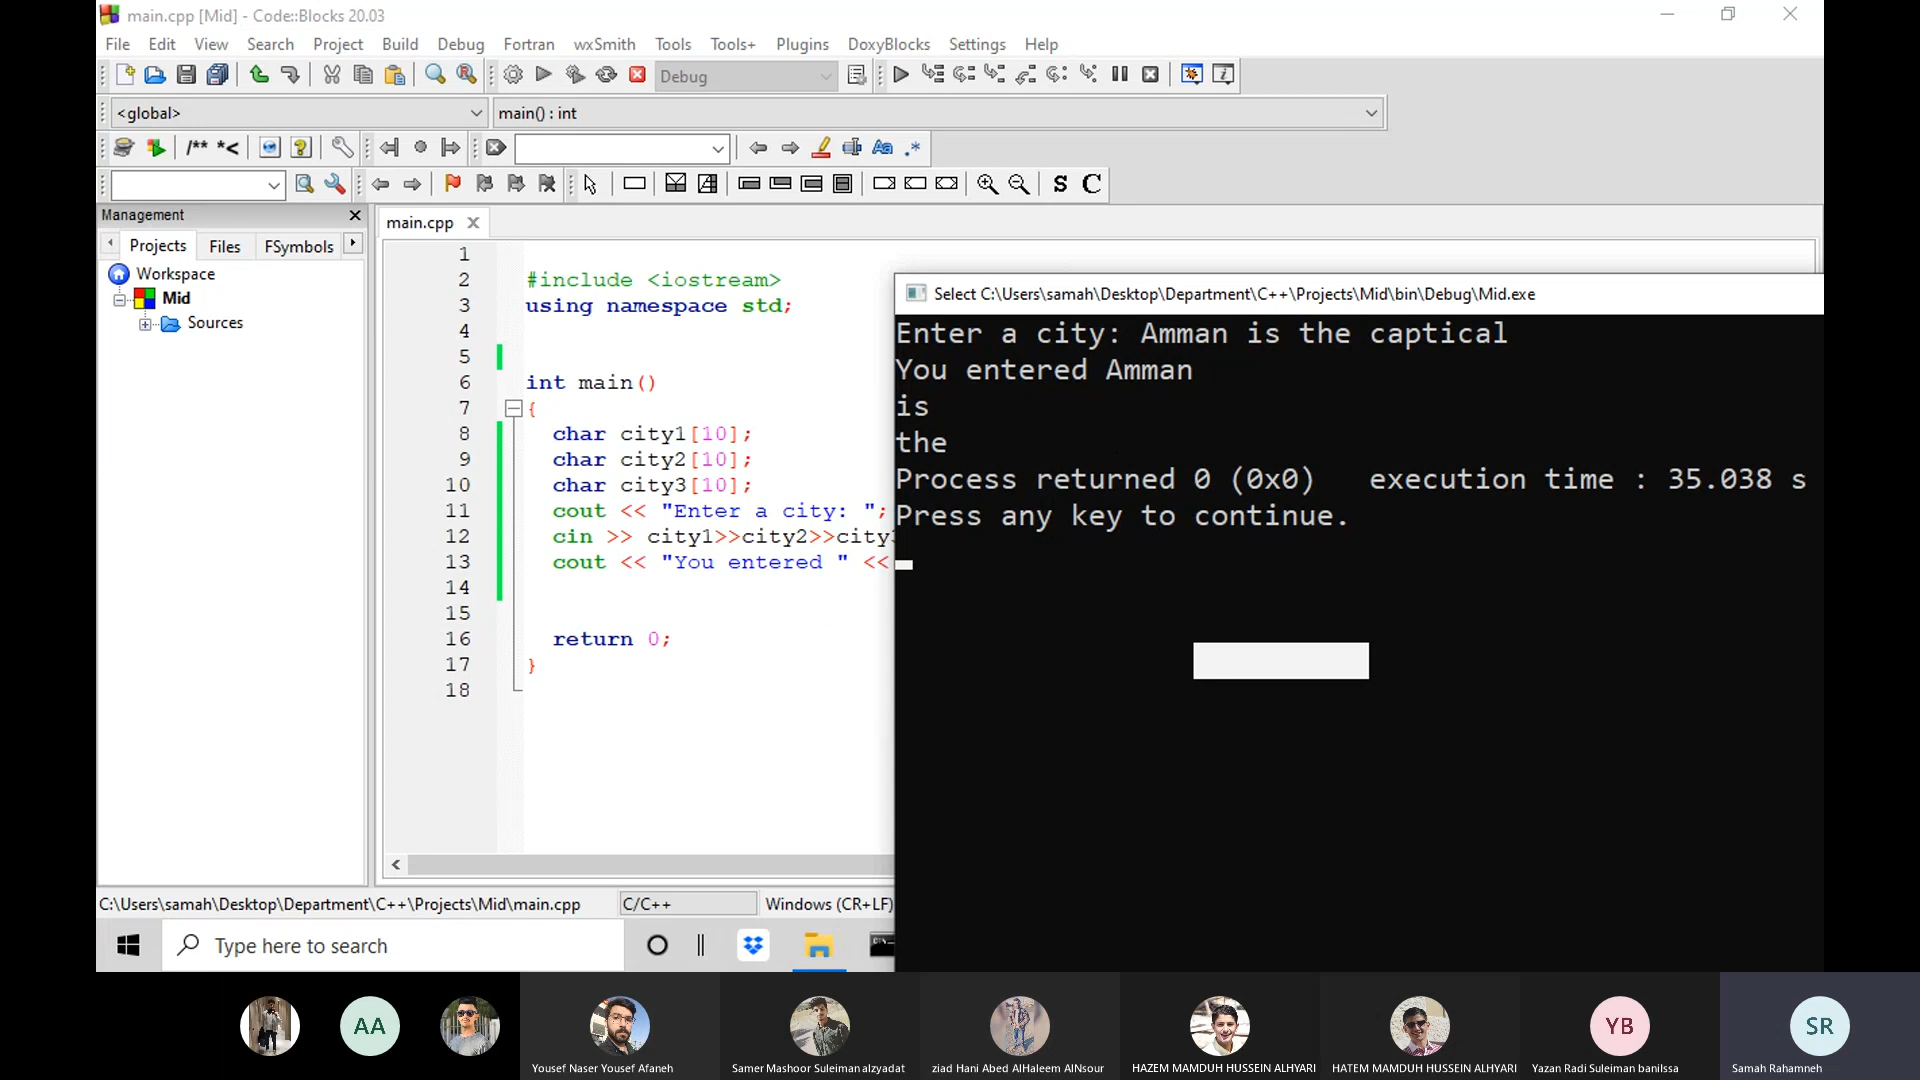 main.cpp [Mid] - Code::Blocks 20.03
File Edit View Search Project Build Debug Fortran wxSmith Tools Tools+ Plugins DoxyBlocks Settings Help
Debug
<global>
main() : int
/** *<
Aa .*
S C
Management
Projects Files FSymbols
Workspace
Mid
Sources
main.cpp
1
2 #include <iostream>
3 using namespace std;
4
5
6 int main()
7 {
8 char city1[10];
9 char city2[10];
10 char city3[10];
11 cout << "Enter a city: ";
12 cin >> city1>>city2>>city3
13 cout << "You entered " <<
14
15
16 return 0;
17 }
18
Select C:\Users\samah\Desktop\Department\C++\Projects\Mid\bin\Debug\Mid.exe
Enter a city: Amman is the captical
You entered Amman
is
the
Process returned 0 (0x0) execution time : 35.038 s
Press any key to continue.
C:\Users\samah\Desktop\Department\C++\Projects\Mid\main.cpp
C/C++
Windows (CR+LF)
Type here to search
AA
YB
SR
Yousef Naser Yousef Afaneh
Samer Mashoor Suleiman alzyadat
ziad Hani Abed AlHaleem AlNsour
HAZEM MAMDUH HUSSEIN ALHYARI
HATEM MAMDUH HUSSEIN ALHYARI
Yazan Radi Suleiman baniIssa
Samah Rahamneh